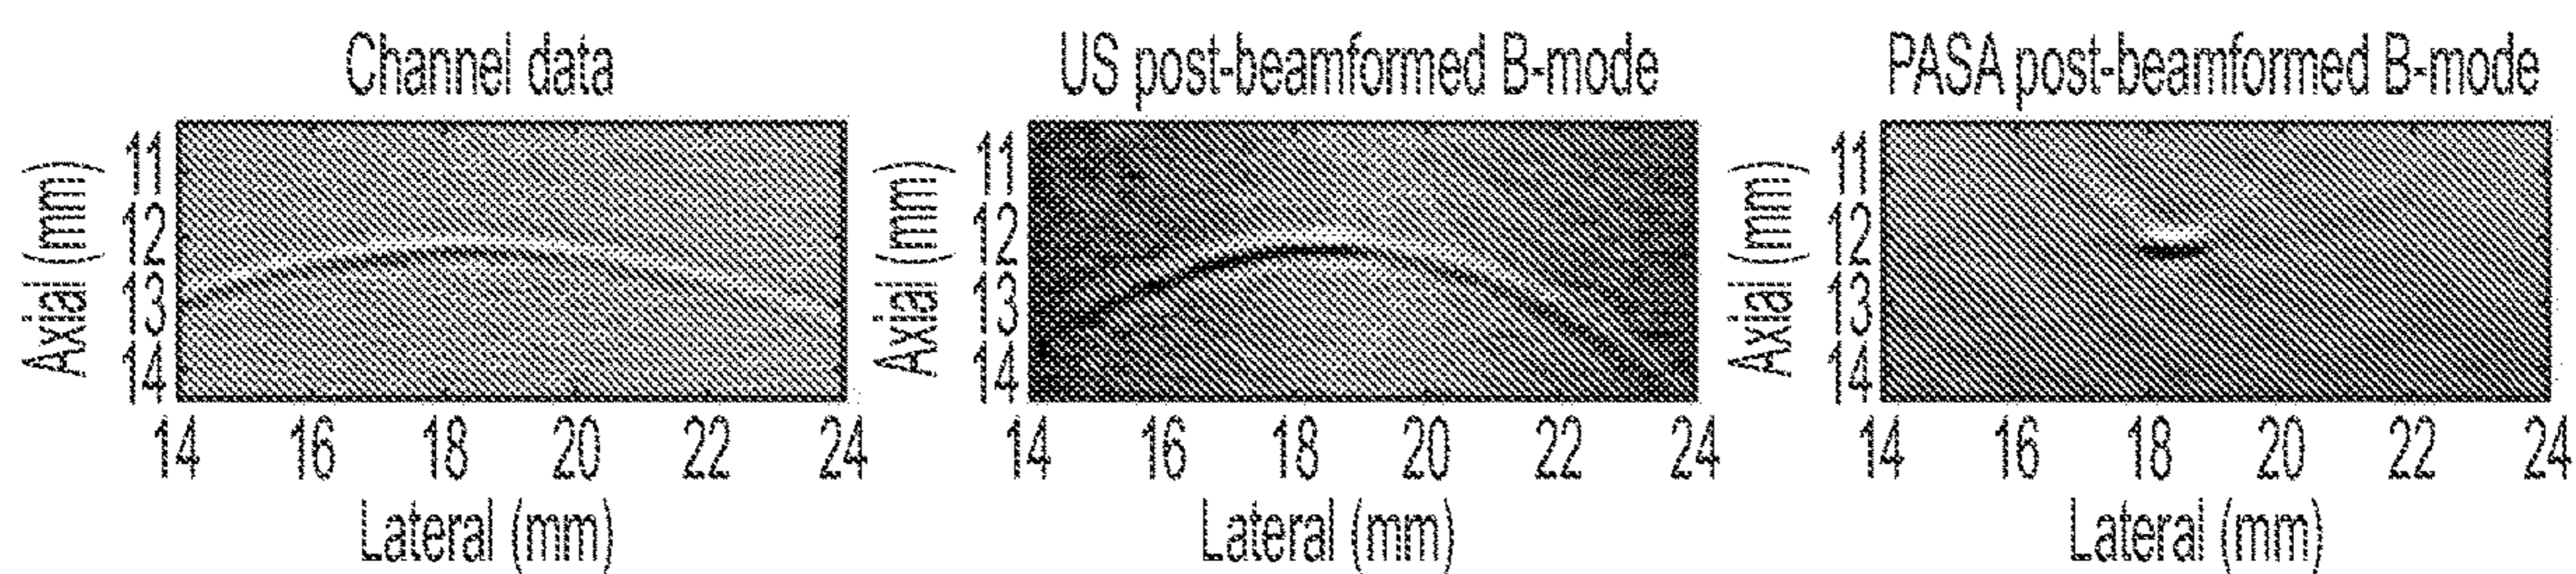 Channel data
Axial (mm)
11
12
13
14
14 16 18 20 22 24
Lateral (mm)
US post-beamformed B-mode
Axial (mm)
11
12
13
14
14 16 18 20 22 24
Lateral (mm)
PASA post-beamformed B-mode
Axial (mm)
11
12
13
14
14 16 18 20 22 24
Lateral (mm)